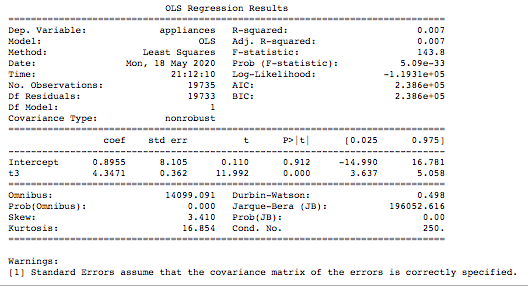 OLS Regression Results
Dep. Variable: appliances R-squared: 0.007
Model: OLS Adj. R-squared: 0.007
Method: Least Squares F-statistic: 143.8
Date: Mon, 18 May 2020 Prob (F-statistic): 5.09e-33
Time: 21:12:10 Log-Likelihood: -1.1931e+05
No. Observations: 19735 AIC: 2.386e+05
Df Residuals: 19733 BIC: 2.386e+05
Df Model: 1
Covariance Type: nonrobust
coef std err t P>|t| [0.025 0.975]
Intercept 0.8955 8.105 0.110 0.912 -14.990 16.781
t3 4.3471 0.362 11.992 0.000 3.637 5.058
Omnibus: 14099.091 Durbin-Watson: 0.498
Prob(Omnibus): 0.000 Jarque-Bera (JB): 196052.616
Skew: 3.410 Prob(JB): 0.00
Kurtosis: 16.854 Cond. No. 250.
Warnings:
[1] Standard Errors assume that the covariance matrix of the errors is correctly specified.